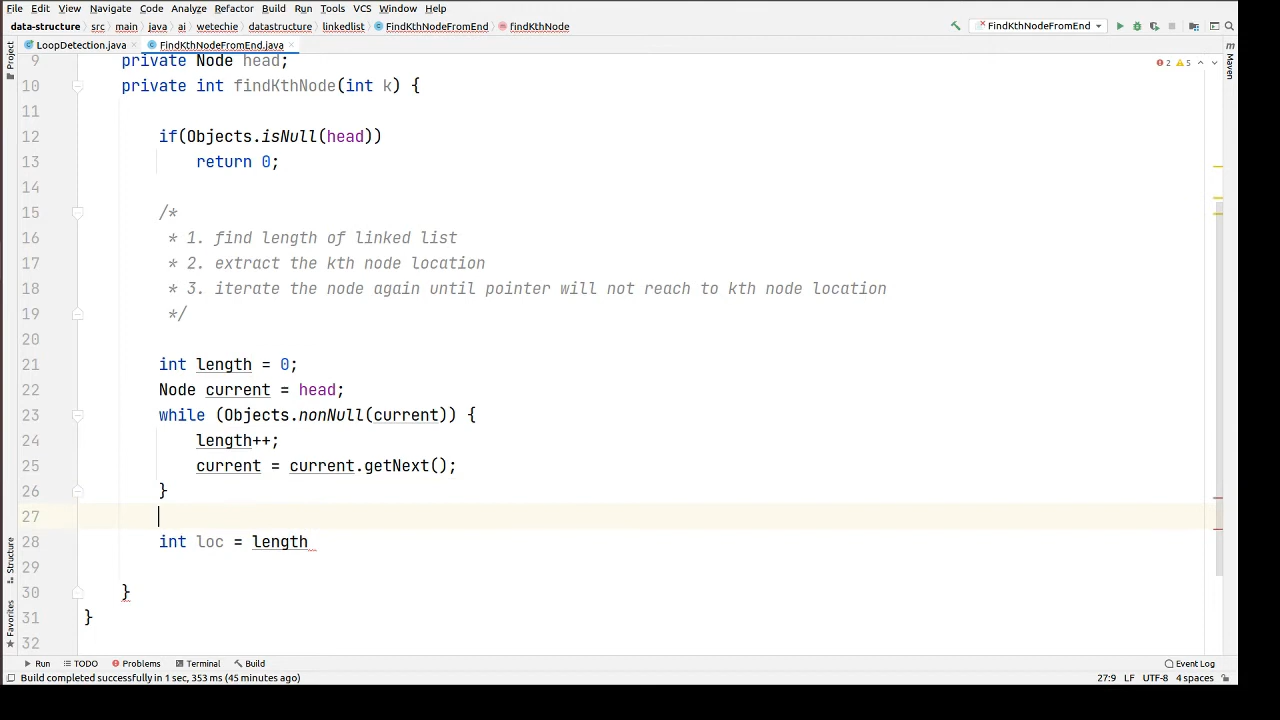 File Edit View Navigate Code Analyze Refactor Build Run Tools VCS Window Help
data-structure src main java ai wetechie datastructure linkedlist FindKthNodeFromEnd findKthNode FindKthNodeFromEnd
LoopDetection.java FindKthNodeFromEnd.java
Project
Maven
2 5
9 private Node head;
10 private int findKthNode(int k) {
11
12 if(Objects.isNull(head))
13 return 0;
14
15 /*
16 * 1. find length of linked list
17 * 2. extract the kth node location
18 * 3. iterate the node again until pointer will not reach to kth node location
19 */
20
21 int length = 0;
22 Node current = head;
23 while (Objects.nonNull(current)) {
24 length++;
25 current = current.getNext();
26 }
27
28 int loc = length
29
30 }
31 }
32
Structure
Favorites
Run TODO Problems Terminal Build Event Log
Build completed successfully in 1 sec, 353 ms (45 minutes ago) 27:9 LF UTF-8 4 spaces